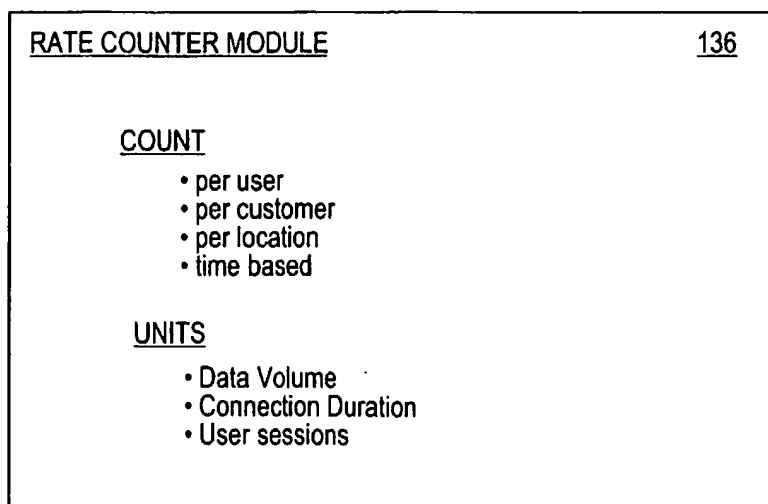 RATE COUNTER MODULE 136
COUNT
• per user
• per customer
• per location
• time based
UNITS
• Data Volume
• Connection Duration
• User sessions